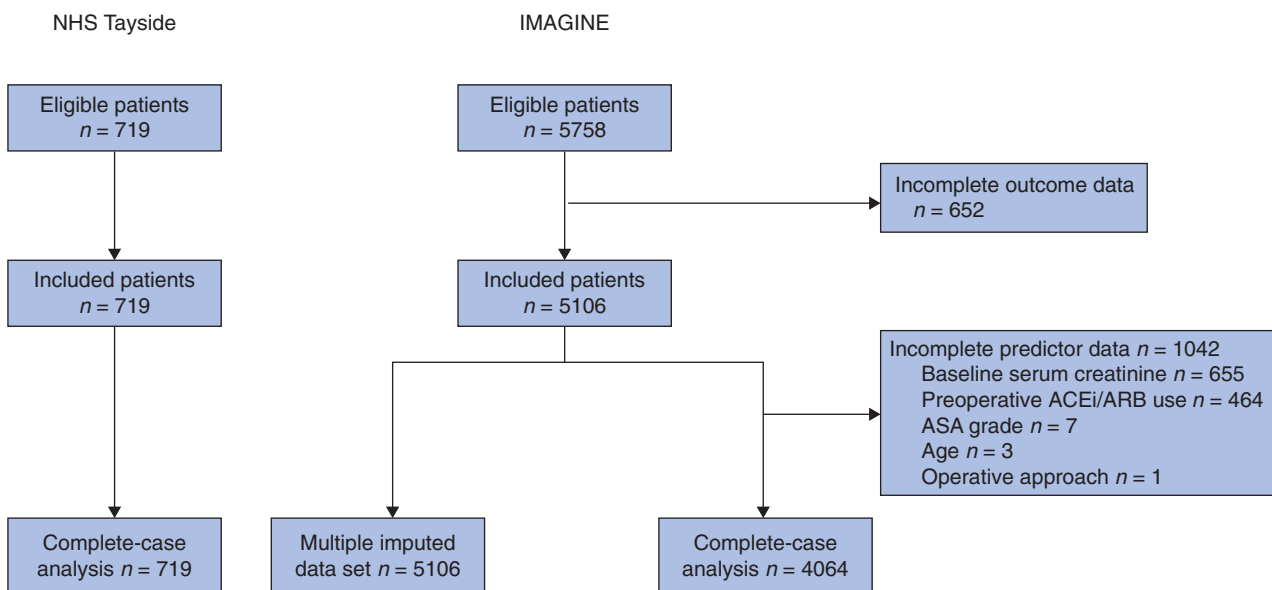 NHS Tayside
IMAGINE
Eligible patients
n = 719
Eligible patients
n = 5758
Incomplete outcome data
n = 652
Included patients
n = 719
Included patients
n = 5106
Incomplete predictor data n = 1042
Baseline serum creatinine n = 655
Preoperative ACEi/ARB use n = 464
ASA grade n = 7
Age n = 3
Operative approach n = 1
Complete-case
analysis n = 719
Multiple imputed
data set n = 5106
Complete-case
analysis n = 4064